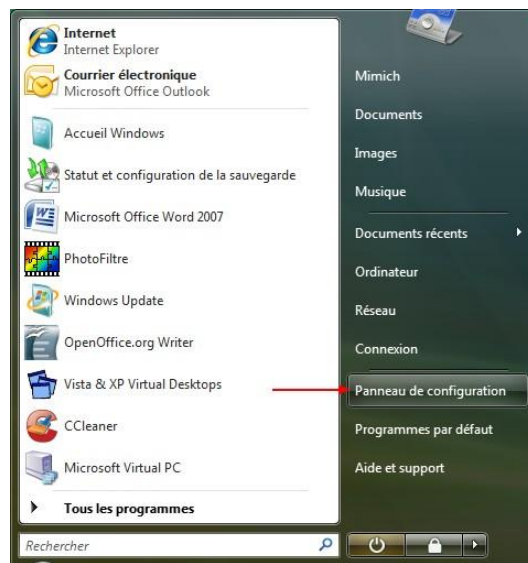 Internet
Internet Explorer
Courrier électronique
Microsoft Office Outlook
Accueil Windows
Statut et configuration de la sauvegarde
Microsoft Office Word 2007
PhotoFiltre
Windows Update
OpenOffice.org Writer
Vista & XP Virtual Desktops
CCleaner
Microsoft Virtual PC
Tous les programmes
Rechercher
Mimich
Documents
Images
Musique
Documents récents
Ordinateur
Réseau
Connexion
Panneau de configuration
Programmes par défaut
Aide et support